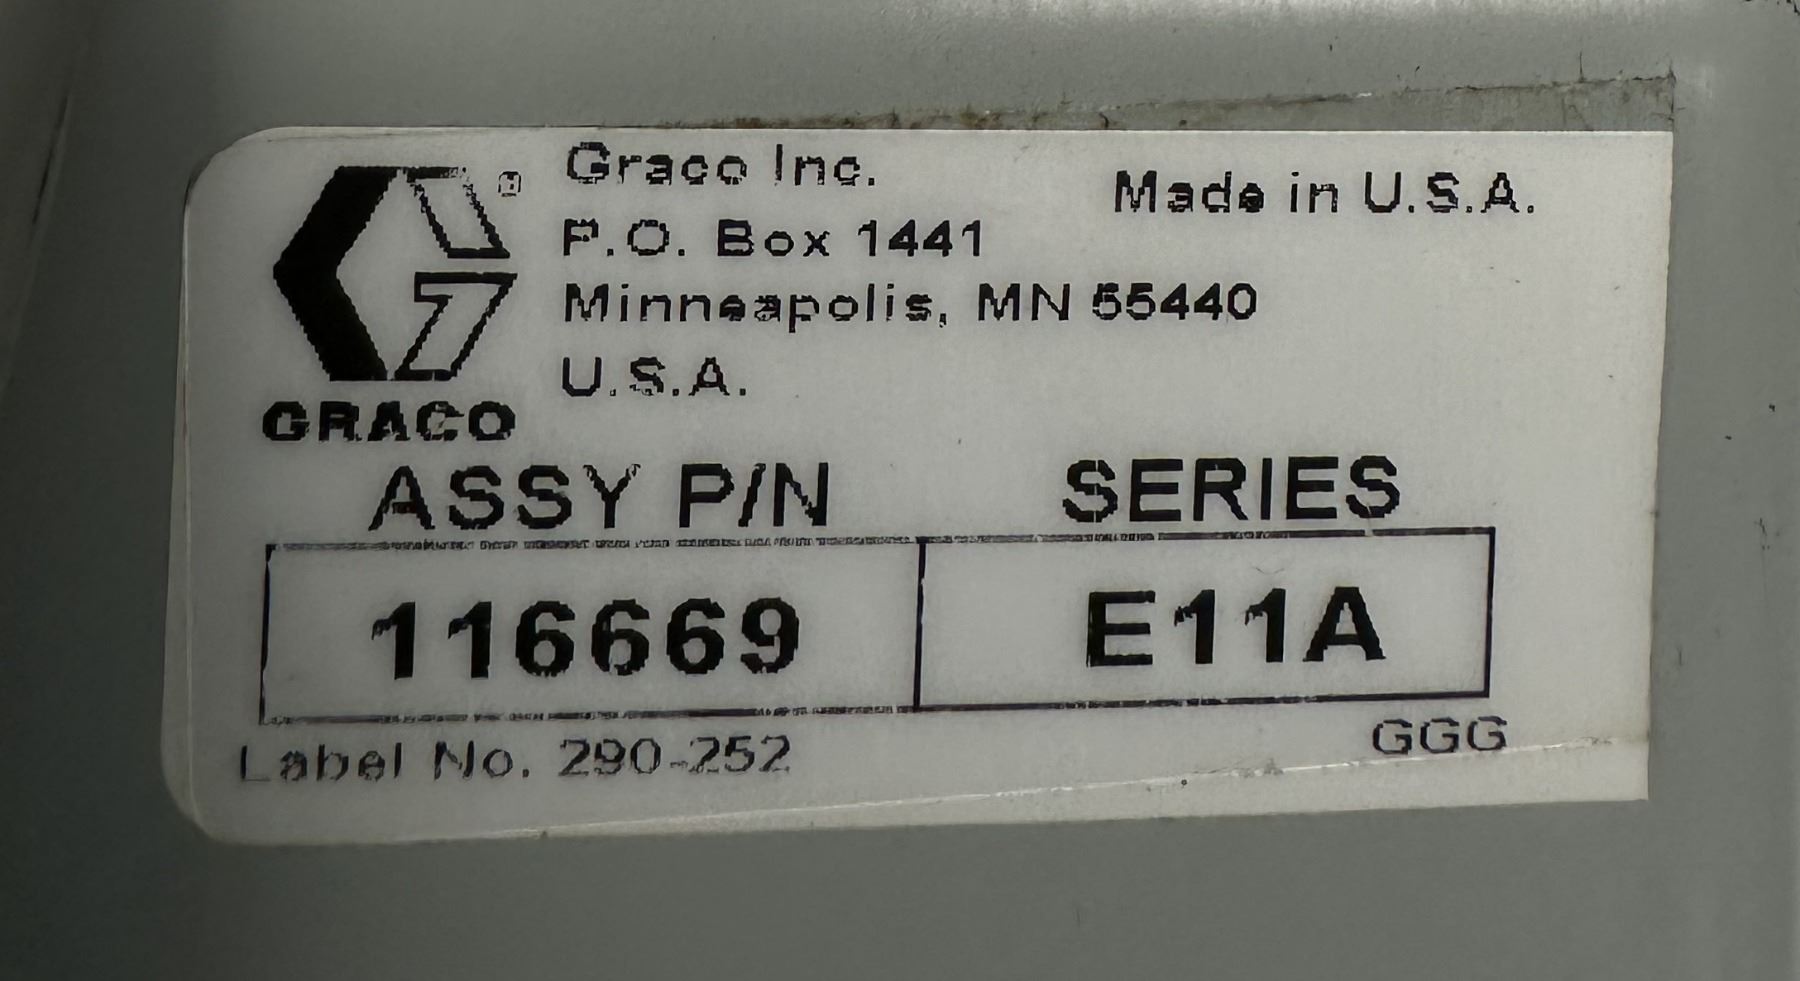 Graco Inc.
Made in U.S.A.
P.O. Box 1441
Minneapolis, MN 55440
U.S.A.
GRACO
ASSY P/N SERIES
116669 E11A
Label No. 290-252
GGG